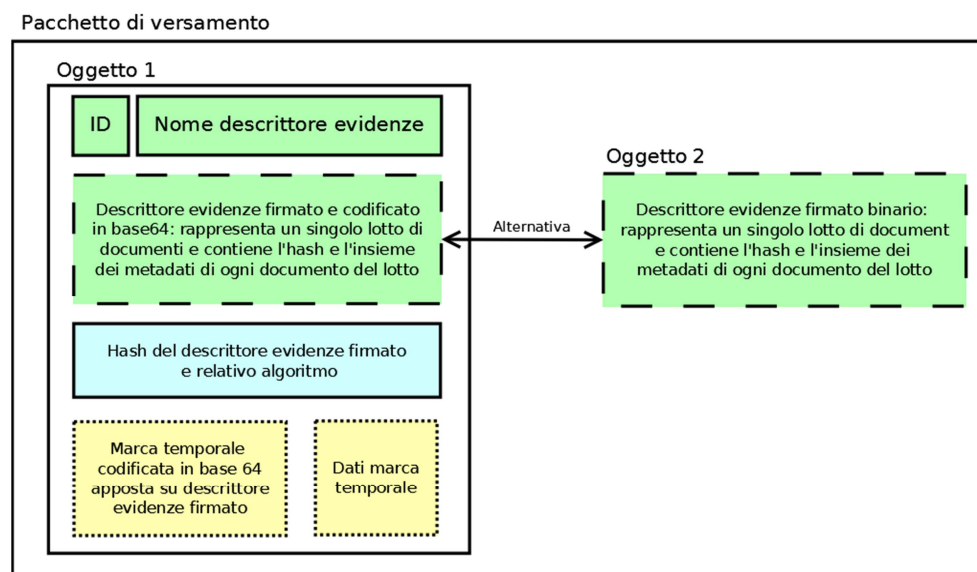 Pacchetto di versamento
Oggetto 1
ID
Nome descrittore evidenze
Descrittore evidenze firmato e codificato
in base64: rappresenta un singolo lotto di
documenti e contiene l'hash e l'insieme
dei metadati di ogni documento del lotto
Alternativa
Oggetto 2
Descrittore evidenze firmato binario:
rappresenta un singolo lotto di document
e contiene l'hash e l'insieme dei
metadati di ogni documento del lotto
Hash del descrittore evidenze firmato
e relativo algoritmo
Marca temporale
codificata in base 64
apposta su descrittore
evidenze firmato
Dati marca
temporale